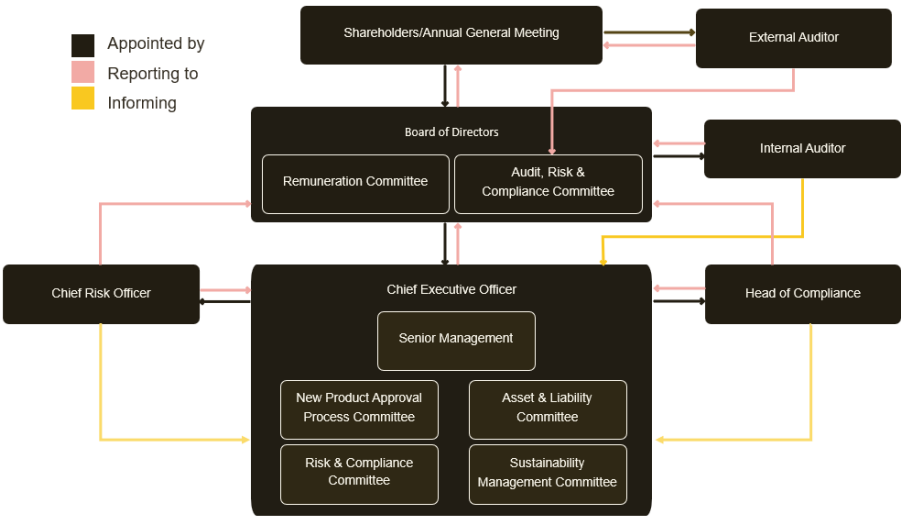 Shareholders/Annual General Meeting
External Auditor
Appointed by
Reporting to
Informing
Board of Directors
Internal Auditor
Remuneration Committee
Audit, Risk &
Compliance Committee
Chief Risk Officer
Chief Executive Officer
Head of Compliance
Senior Management
New Product Approval
Process Committee
Asset & Liability
Committee
Risk & Compliance
Committee
Sustainability
Management Committee